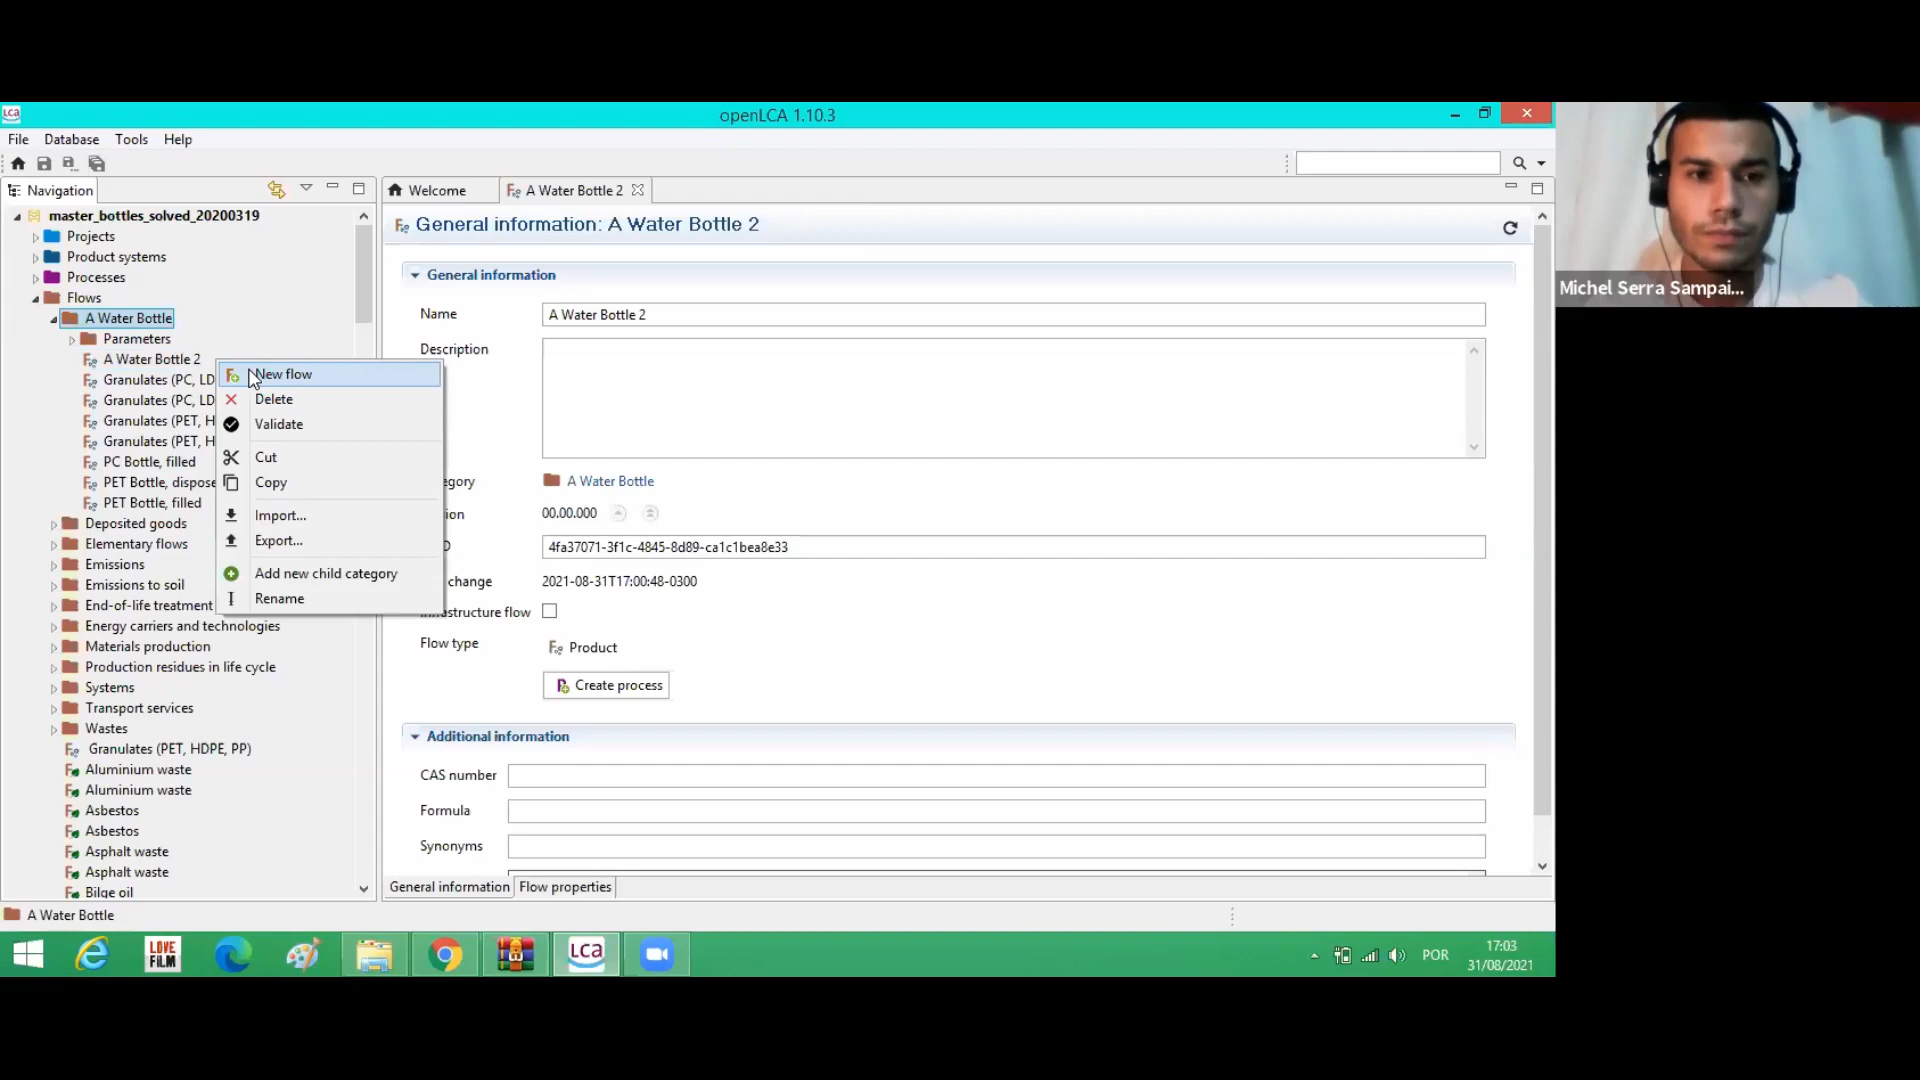 LCA
openLCA 1.10.3
File Database Tools Help
Navigation
Welcome
A Water Bottle 2
master_bottles_solved_20200319
Projects
Product systems
Processes
Flows
A Water Bottle
Parameters
A Water Bottle 2
Granulates (PC, LD
Granulates (PC, LD
Granulates (PET, H
Granulates (PET, H
PC Bottle, filled
PET Bottle, dispose
PET Bottle, filled
Deposited goods
Elementary flows
Emissions
Emissions to soil
End-of-life treatment
Energy carriers and technologies
Materials production
Production residues in life cycle
Systems
Transport services
Wastes
Granulates (PET, HDPE, PP)
Aluminium waste
Aluminium waste
Asbestos
Asbestos
Asphalt waste
Asphalt waste
Bilge oil
New flow
Delete
Validate
Cut
Copy
Import...
Export...
Add new child category
Rename
General information: A Water Bottle 2
General information
Name A Water Bottle 2
Description
egory A Water Bottle
ion 00.00.000
D 4fa37071-3f1c-4845-8d89-ca1c1bea8e33
change 2021-08-31T17:00:48-0300
structure flow
Flow type Product
Create process
Additional information
CAS number
Formula
Synonyms
General information Flow properties
A Water Bottle
LOVE
FiLM
LCA
POR
17:03
31/08/2021
Michel Serra Sampai...